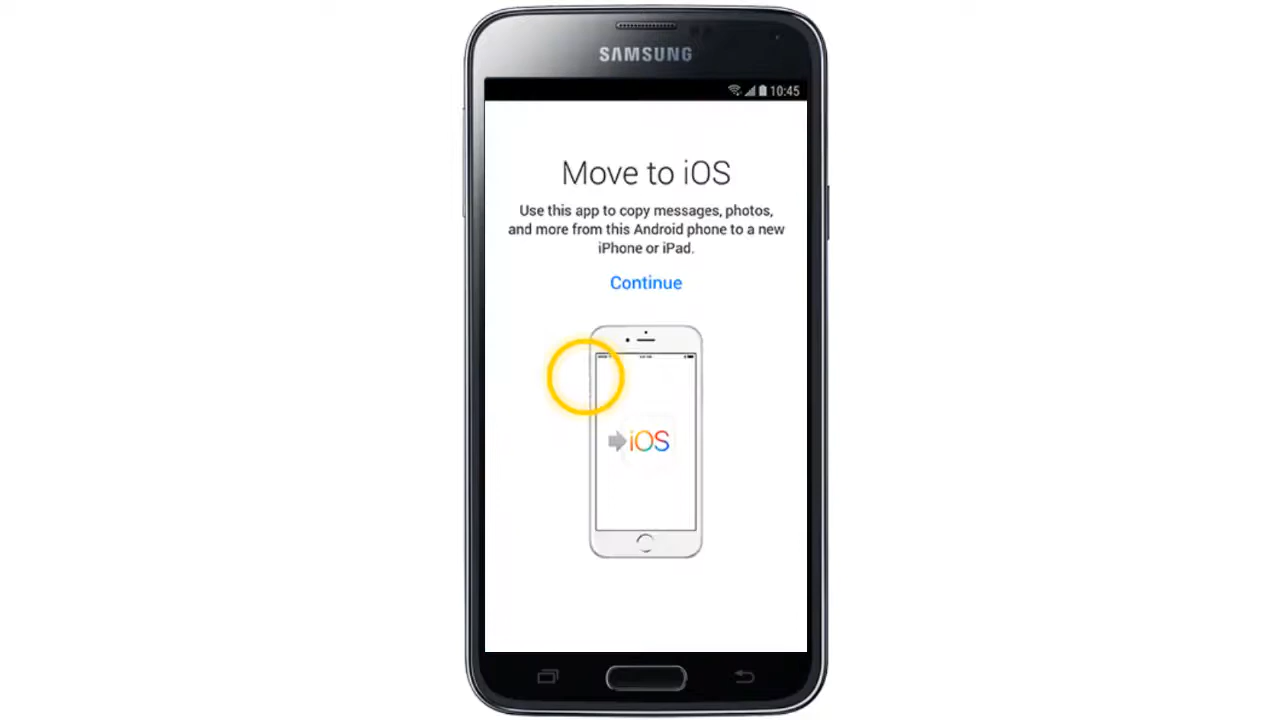 SAMSUNG
10:45
Move to iOS
Use this app to copy messages, photos,
and more from this Android phone to a new
iPhone or iPad.
Continue
iOS